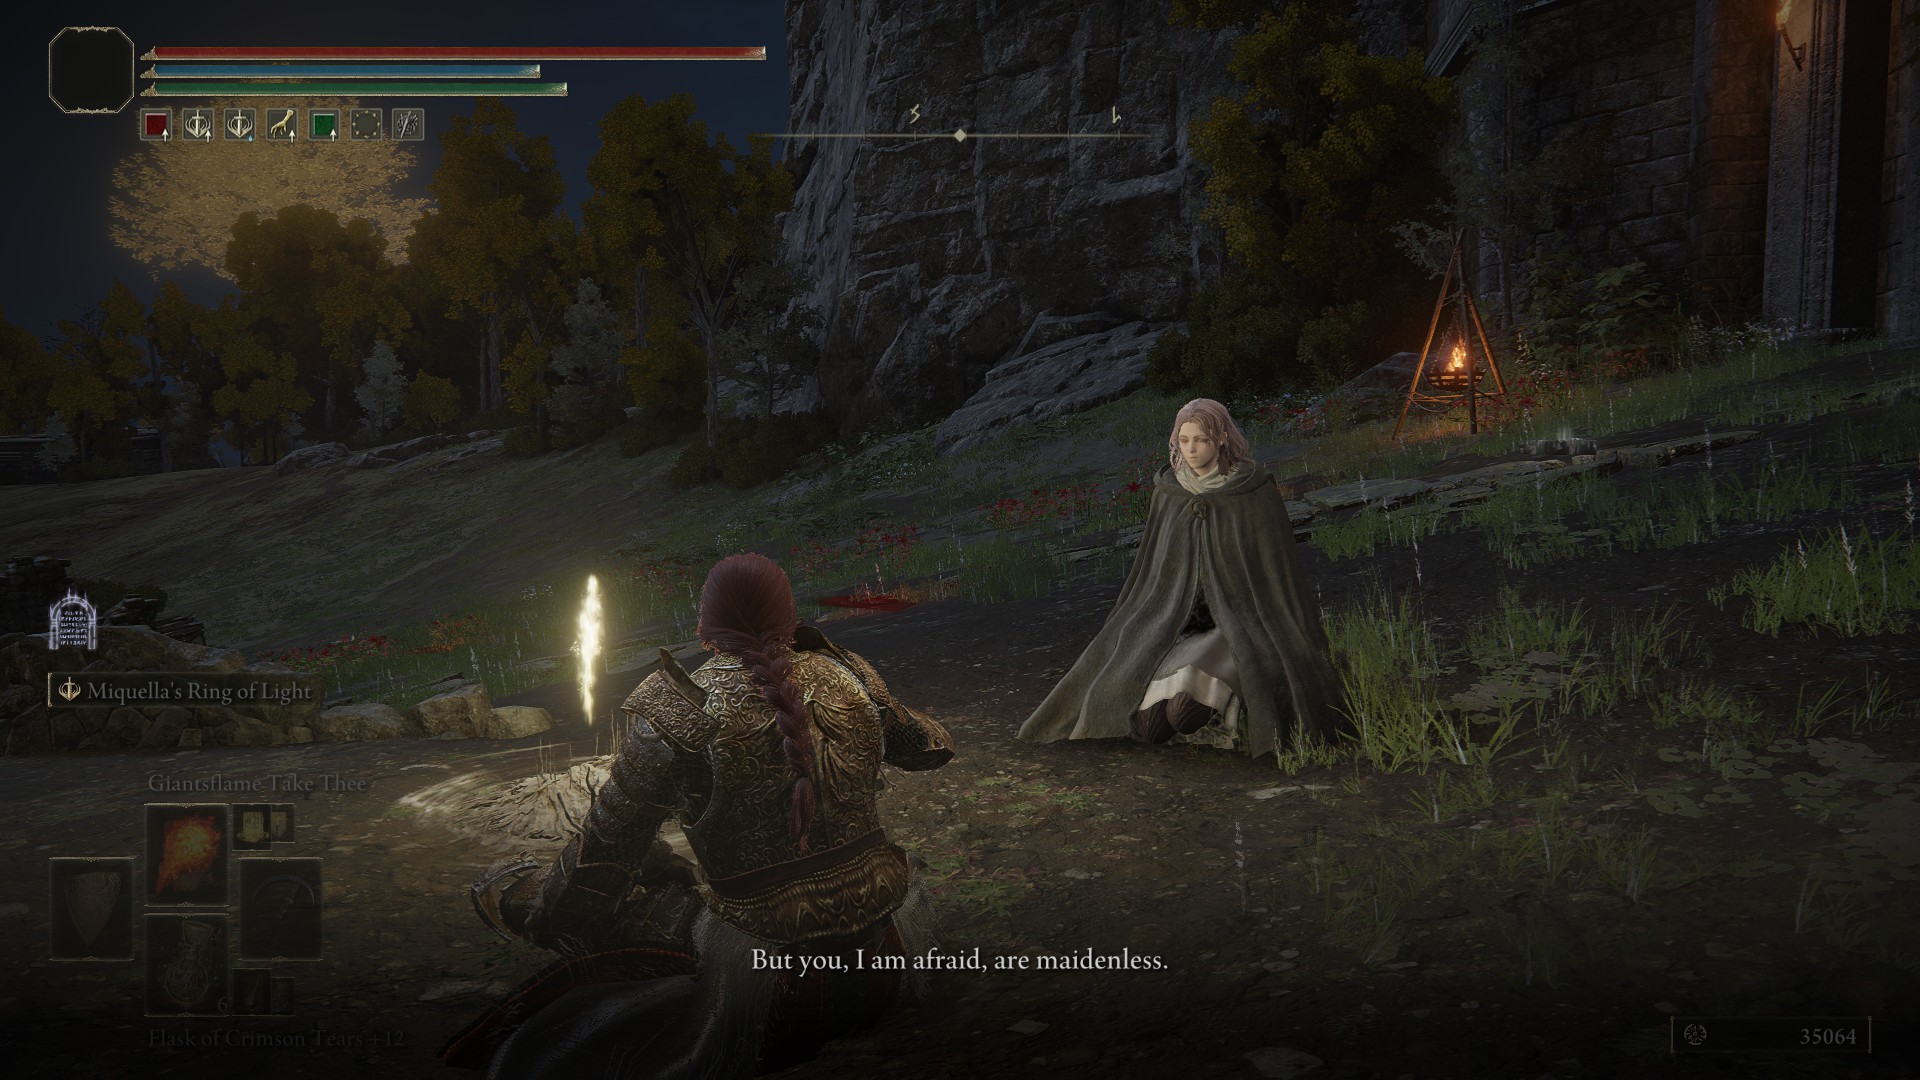 Miquella's Ring of Light
Giantsflame Take Thee
6
Flask of Crimson Tears +12
But you, I am afraid, are maidenless.
35064